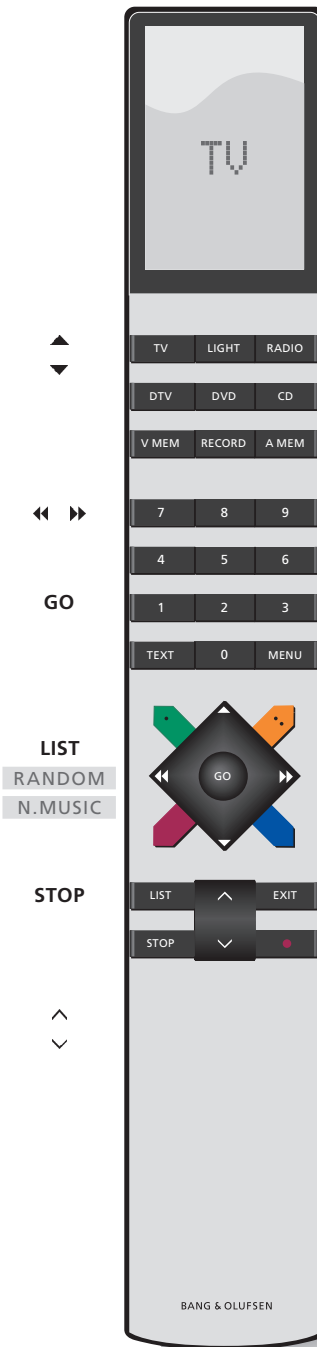 TV
TV LIGHT RADIO
DTV DVD CD
V MEM RECORD A MEM
7 8 9
4 5 6
GO
1 2 3
TEXT 0 MENU
GO
LIST
RANDOM
N.MUSIC
STOP
LIST EXIT
STOP
BANG & OLUFSEN